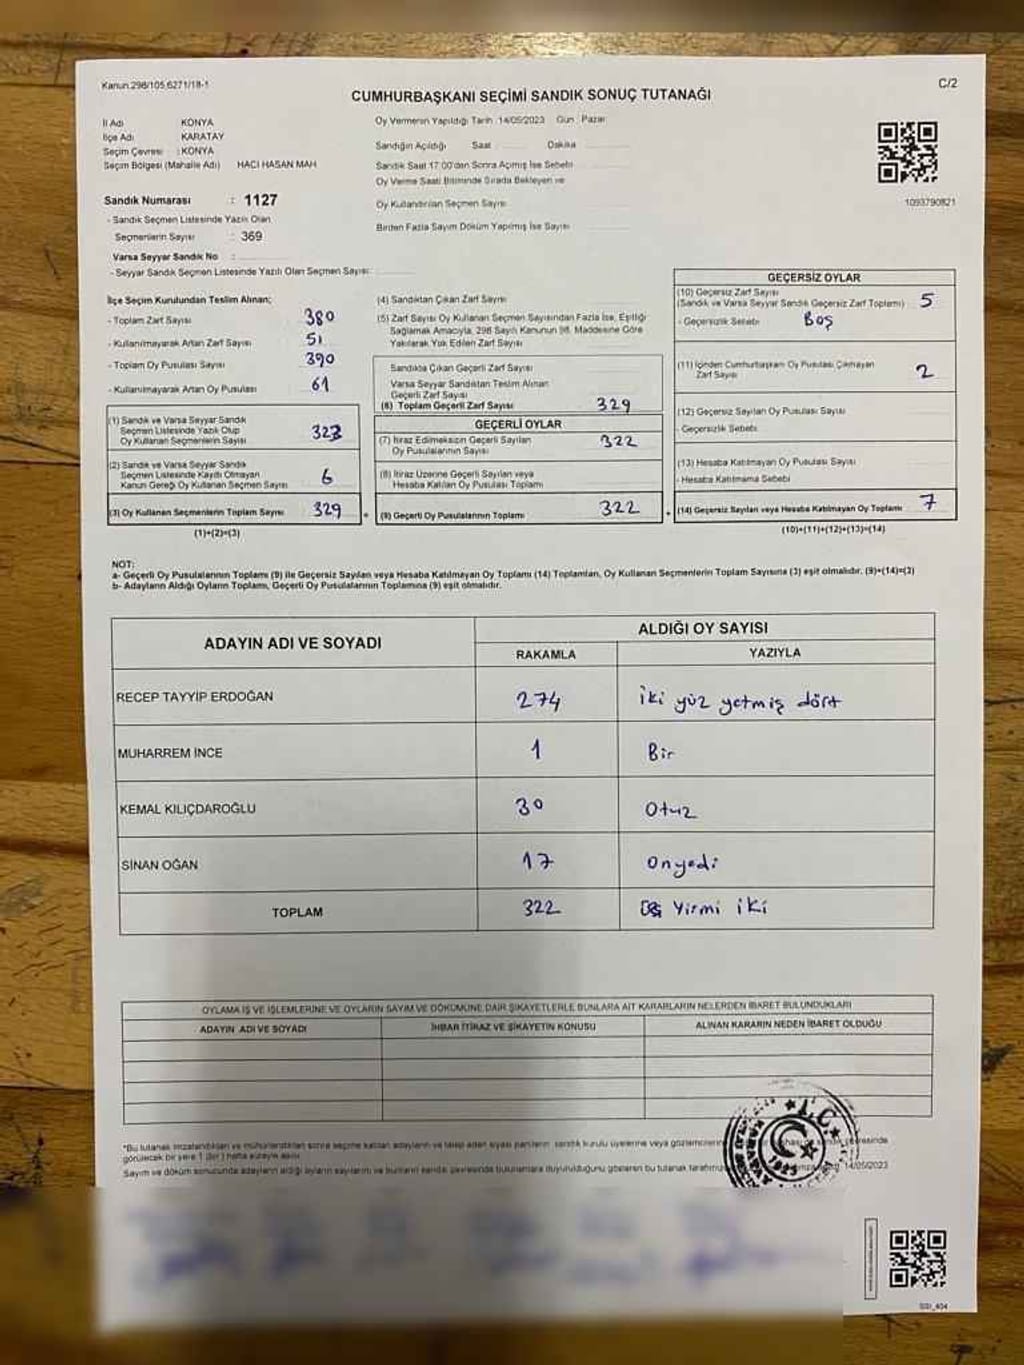 Kanun.298/105,6271/18-1
C/2
CUMHURBAŞKANI SEÇİMİ SANDIK SONUÇ TUTANAĞI
İl Adı KONYA
İlçe Adı KARATAY
Seçim Çevresi : KONYA
Seçim Bölgesi (Mahalle Adı) HACI HASAN MAH
Oy Vermenin Yapıldığı Tarih :14/05/2023 Gün : Pazar
Sandığın Açıldığı Saat Dakika
Sandık Saat 17:00'den Sonra Açılmış İse Sebebi
Oy Verme Saati Bitiminde Sırada Bekleyen ve
Oy Kullandırılan Seçmen Sayısı
Birden Fazla Sayım Döküm Yapılmış İse Sayısı
1093790821
Sandık Numarası : 1127
- Sandık Seçmen Listesinde Yazılı Olan
Seçmenlerin Sayısı : 369
Varsa Seyyar Sandık No :
- Seyyar Sandık Seçmen Listesinde Yazılı Olan Seçmen Sayısı:
İlçe Seçim Kurulundan Teslim Alınan;
- Toplam Zarf Sayısı 380
- Kullanılmayarak Artan Zarf Sayısı 51
- Toplam Oy Pusulası Sayısı 390
- Kullanılmayarak Artan Oy Pusulası 61
(1) Sandık ve Varsa Seyyar Sandık
Seçmen Listesinde Yazılı Olup
Oy Kullanan Seçmenlerin Sayısı 323
(2) Sandık ve Varsa Seyyar Sandık
Seçmen Listesinde Kaydı Olmayan
Kanun Gereği Oy Kullanan Seçmen Sayısı 6
(3) Oy Kullanan Seçmenlerin Toplam Sayısı 329
(1)+(2)=(3)
(4) Sandıktan Çıkan Zarf Sayısı
(5) Zarf Sayısı Oy Kullanan Seçmen Sayısından Fazla İse, Eşitliği
Sağlamak Amacıyla, 298 Sayılı Kanunun 98. Maddesine Göre
Yakılarak Yok Edilen Zarf Sayısı
Sandıkta Çıkan Geçerli Zarf Sayısı
Varsa Seyyar Sandıktan Teslim Alınan
Geçerli Zarf Sayısı
(6) Toplam Geçerli Zarf Sayısı 329
GEÇERLİ OYLAR
(7) İtiraz Edilmeksizin Geçerli Sayılan
Oy Pusulalarının Sayısı 322
(8) İtiraz Üzerine Geçerli Sayılan veya
Hesaba Katılan Oy Pusulası Toplamı
(9) Geçerli Oy Pusulalarının Toplamı 322
GEÇERSİZ OYLAR
(10) Geçersiz Zarf Sayısı
(Sandık ve Varsa Seyyar Sandık Geçersiz Zarf Toplamı) 5
- Geçersizlik Sebebi Boş
(11) İçinden Cumhurbaşkanı Oy Pusulası Çıkmayan
Zarf Sayısı 2
(12) Geçersiz Sayılan Oy Pusulası Sayısı
- Geçersizlik Sebebi
(13) Hesaba Katılmayan Oy Pusulası Sayısı
- Hesaba Katılmama Sebebi
(14) Geçersiz Sayılan veya Hesaba Katılmayan Oy Toplamı 7
(10)+(11)+(12)+(13)=(14)
NOT:
a- Geçerli Oy Pusulalarının Toplamı (9) ile Geçersiz Sayılan veya Hesaba Katılmayan Oy Toplamı (14) Toplamları, Oy Kullanan Seçmenlerin Toplam Sayısına (3) eşit olmalıdır. (9)+(14)=(3)
b- Adayların Aldığı Oyların Toplamı, Geçerli Oy Pusulalarının Toplamına (9) eşit olmalıdır.
ADAYIN ADI VE SOYADI
ALDIĞI OY SAYISI
RAKAMLA YAZIYLA
RECEP TAYYİP ERDOĞAN 274 iki yüz yetmiş dört
MUHARREM İNCE 1 Bir
KEMAL KILIÇDAROĞLU 30 Otuz
SİNAN OĞAN 17 Onyedi
TOPLAM 322 Yirmi iki
OYLAMA İŞ VE İŞLEMLERİNE VE OYLARIN SAYIM VE DÖKÜMÜNE DAİR ŞİKAYETLERLE BUNLARA AİT KARARLARIN NELERDEN İBARET BULUNDUKLARI
ADAYIN ADI VE SOYADI İHBAR İTİRAZ VE ŞİKAYETİN KONUSU ALINAN KARARIN NEDEN İBARET OLDUĞU
*Bu tutanak imzalandıktan ve mühürlendikten sonra seçime katılan adayların ve talep eden siyasi partilerin sandık kurulu üyelerine veya gözlemcilerine
görülecek bir yere 1 (bir) hafta süreyle asılır.
Sayım ve döküm sonucunda adayların aldığı oyların sayılarını ve bunların sandık çevresinde bulunanlara duyurulduğunu gösteren bu tutanak 14/05/2023
T.C.